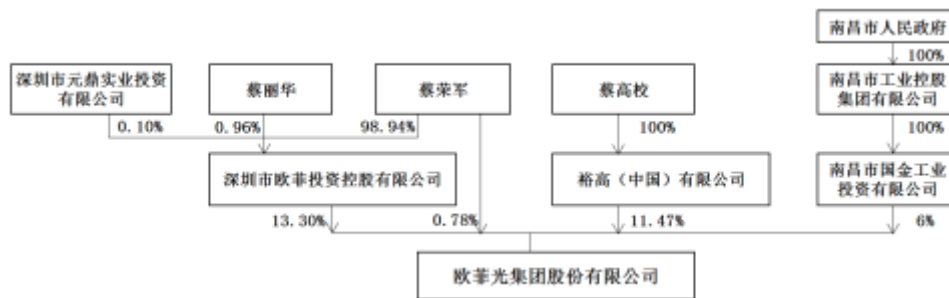 南昌市人民政府
100%
深圳市元鼎实业投资
有限公司
蔡丽华
蔡荣军
蔡高校
南昌市工业控股
集团有限公司
0.10%
0.96%
98.94%
100%
100%
深圳市欧菲投资控股有限公司
裕高（中国）有限公司
南昌市国金工业
投资有限公司
13.30%
0.78%
11.47%
6%
欧菲光集团股份有限公司